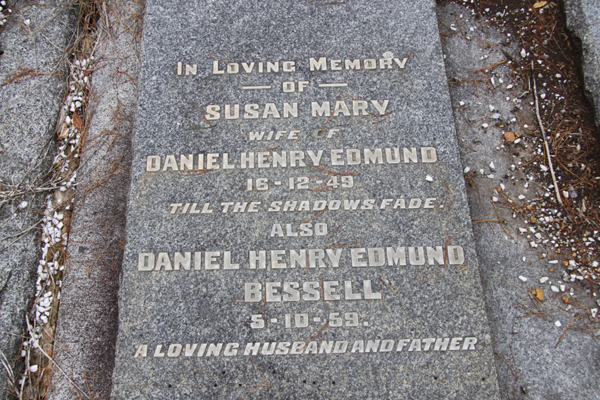 In Loving Memory
— OF —
SUSAN MARY
WIFE OF
DANIEL HENRY EDMUND
16-12-49
TILL THE SHADOWS FADE.
ALSO
DANIEL HENRY EDMUND
BESSELL
5-10-59.
A LOVING HUSBAND AND FATHER